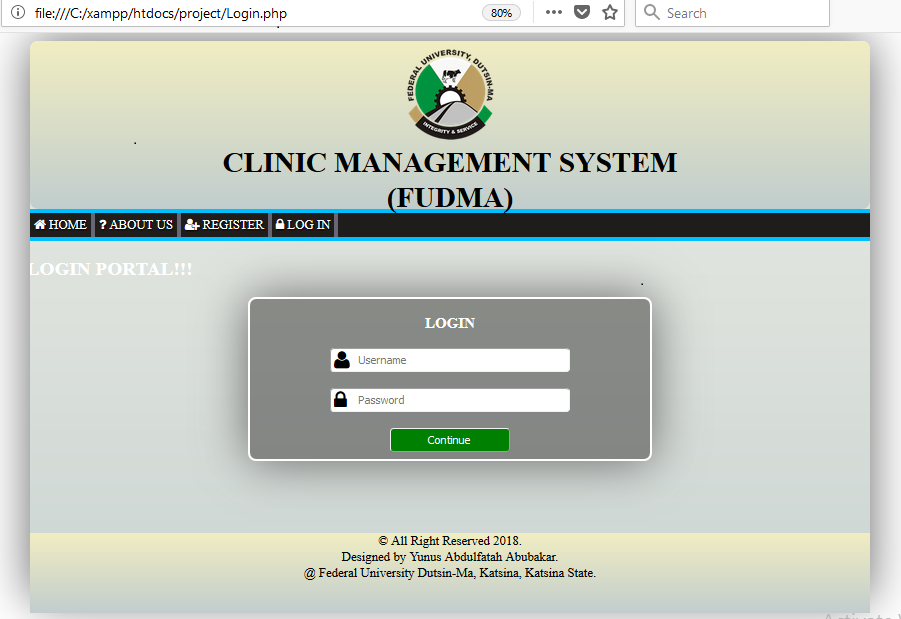 file:///C:/xampp/htdocs/project/Login.php
80%
Search
FEDERAL UNIVERSITY, DUTSIN-MA
INTEGRITY & SERVICE
CLINIC MANAGEMENT SYSTEM
(FUDMA)
HOME ? ABOUT US REGISTER LOG IN
LOGIN PORTAL!!!
LOGIN
Username
Password
Continue
© All Right Reserved 2018.
Designed by Yunus Abdulfatah Abubakar.
@ Federal University Dutsin-Ma, Katsina, Katsina State.